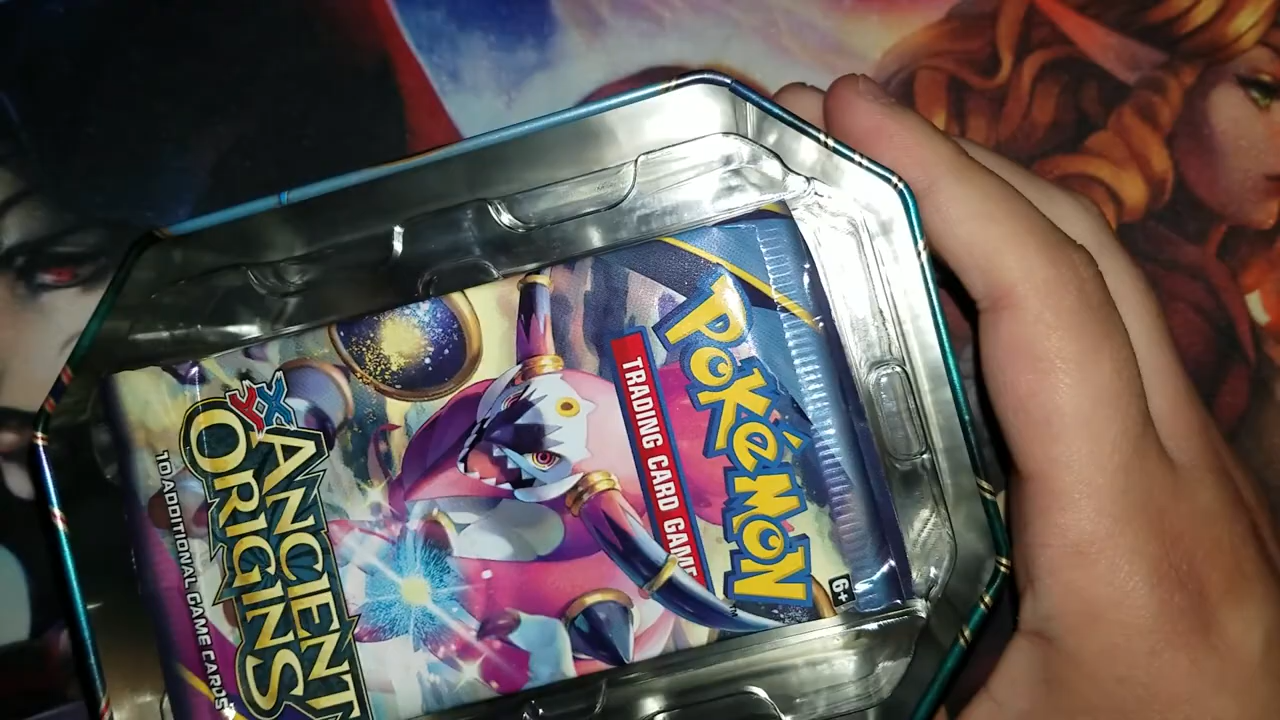 Pokémon
TRADING CARD GAME
6+
XY
ANCIENT
ORIGINS
10 ADDITIONAL GAME CARDS